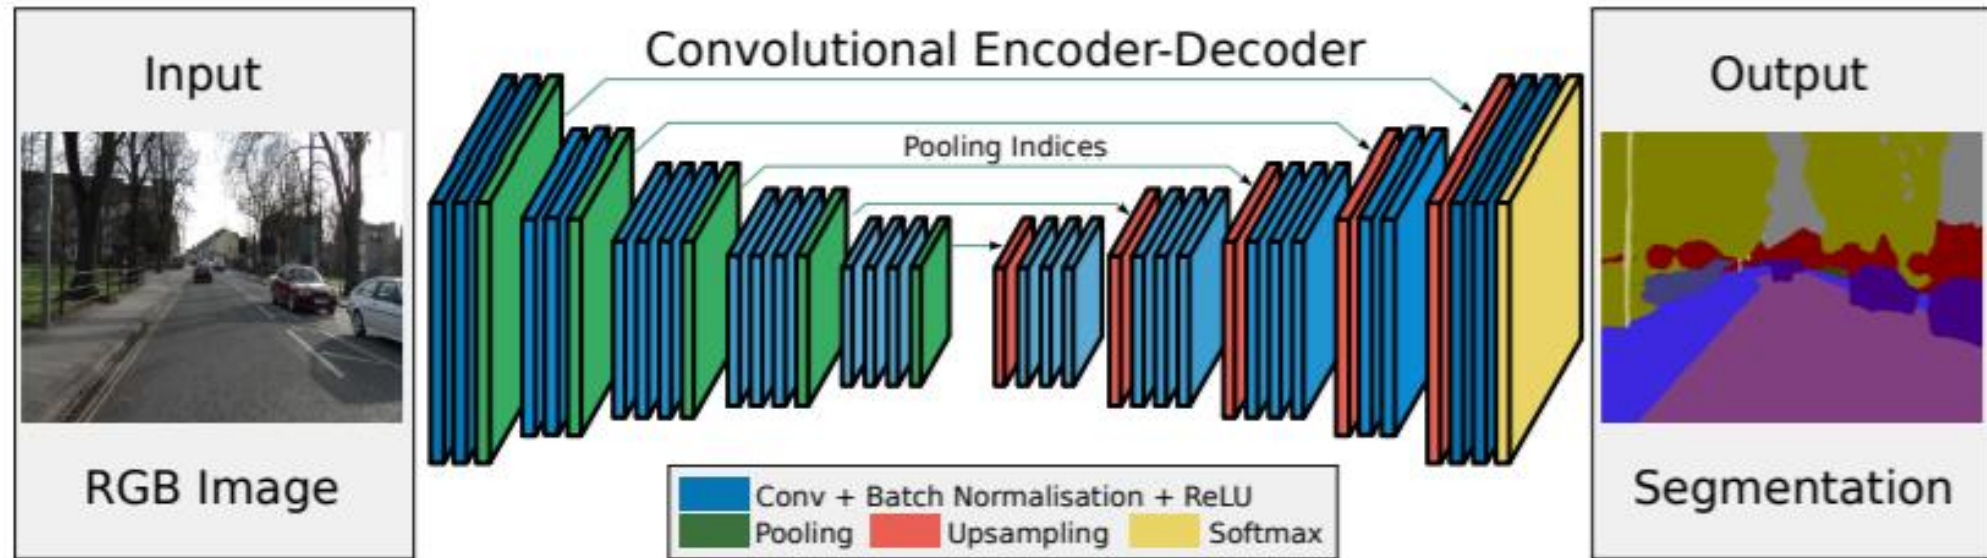 Input
RGB Image
Convolutional Encoder-Decoder
Pooling Indices
Conv + Batch Normalisation + ReLU
Pooling Upsampling Softmax
Output
Segmentation